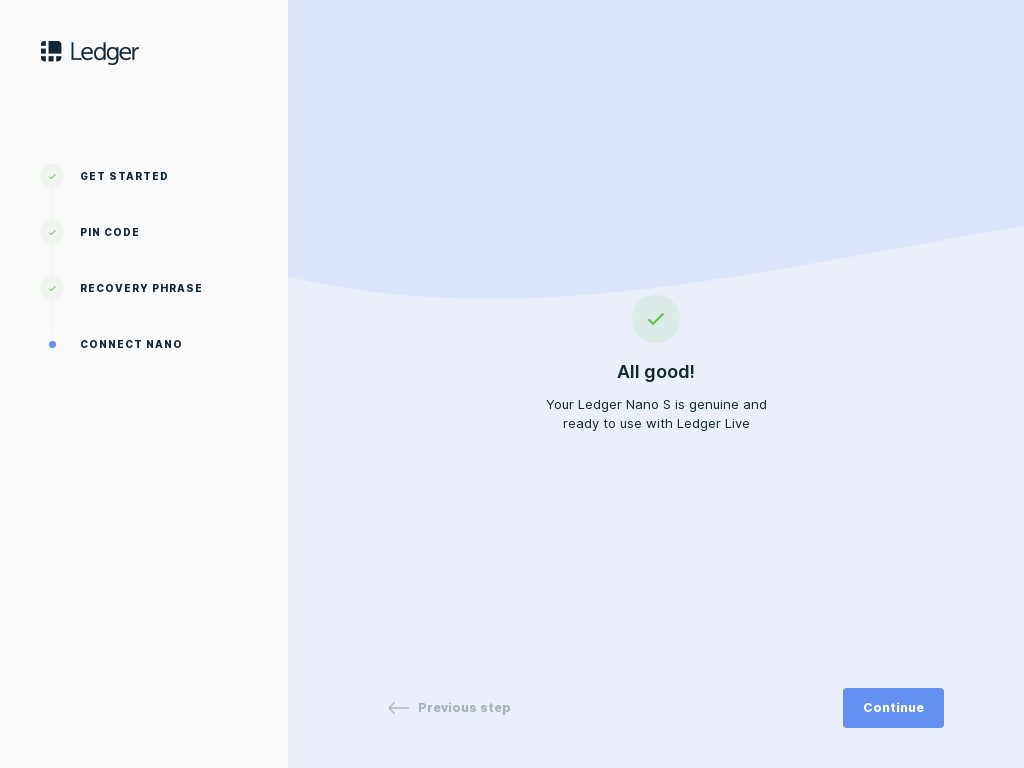 Ledger
GET STARTED
PIN CODE
RECOVERY PHRASE
CONNECT NANO
All good!
Your Ledger Nano S is genuine and
ready to use with Ledger Live
Previous step
Continue